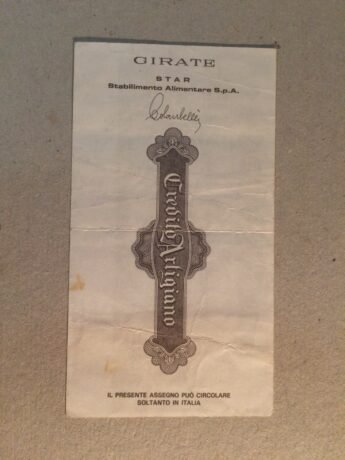 GIRATE
STAR
Stabilimento Alimentare S.p.A.
Credito Artigiano
IL PRESENTE ASSEGNO PUÒ CIRCOLARE
SOLTANTO IN ITALIA